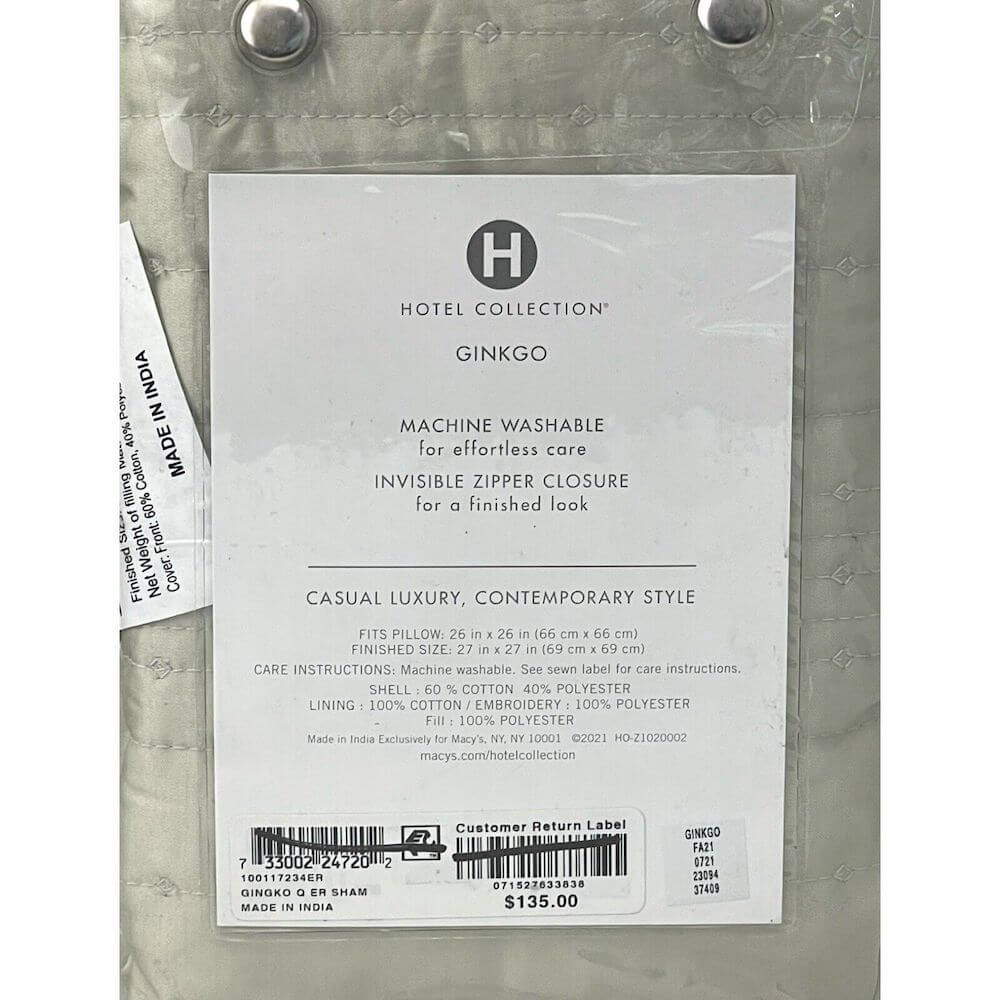 H
HOTEL COLLECTION®
GINKGO
MACHINE WASHABLE
for effortless care
INVISIBLE ZIPPER CLOSURE
for a finished look
CASUAL LUXURY, CONTEMPORARY STYLE
FITS PILLOW: 26 in x 26 in (66 cm x 66 cm)
FINISHED SIZE: 27 in x 27 in (69 cm x 69 cm)
CARE INSTRUCTIONS: Machine washable. See sewn label for care instructions.
SHELL : 60 % COTTON 40% POLYESTER
LINING : 100% COTTON / EMBROIDERY : 100% POLYESTER
- Fill : 100% POLYESTER
Made in India Exclusively for Macy's, NY, NY 10001 ©2021 HO-Z1020002
macys.com/hotelcollection
7 33002 24720 2
100117234ER
GINGKO Q ER SHAM
MADE IN INDIA
ER™
Customer Return Label
071527633838
$135.00
GINKGO
FA21
0721
23094
37409
Finished
Net Weight of filling
Cover: Front: 60% Cotton, 40%
MADE IN INDIA